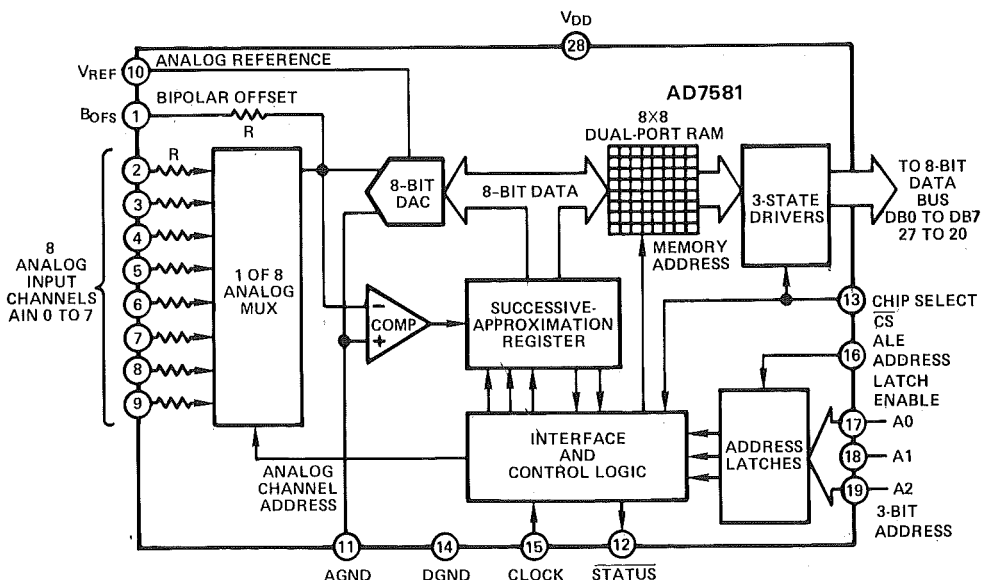 VDD
28
VREF
10
ANALOG REFERENCE
BOFS
1
BIPOLAR OFFSET
R
AD7581
8×8
DUAL-PORT RAM
8
ANALOG
INPUT
CHANNELS
AIN 0 TO 7
2
R
3
4
5
6
7
8
9
1 OF 8
ANALOG
MUX
8-BIT
DAC
8-BIT DATA
3-STATE
DRIVERS
TO 8-BIT
DATA
BUS
DB0 TO DB7
27 TO 20
MEMORY
ADDRESS
−
COMP
+
SUCCESSIVE-
APPROXIMATION
REGISTER
13
CHIP SELECT
CS
16
ALE
ADDRESS
LATCH
ENABLE
INTERFACE
AND
CONTROL LOGIC
ADDRESS
LATCHES
17
A0
18
A1
19
A2
3-BIT
ADDRESS
ANALOG
CHANNEL
ADDRESS
11
14
15
12
AGND
DGND
CLOCK
STATUS